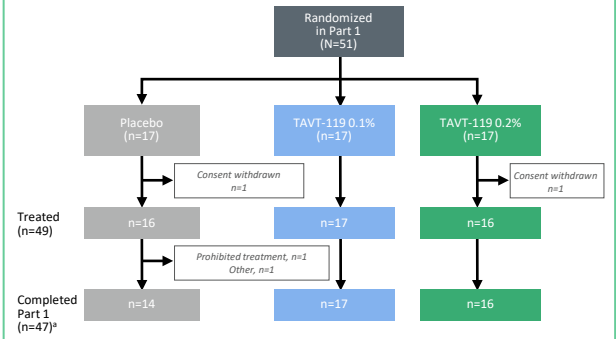 Randomized
in Part 1
(N=51)
Placebo
(n=17)
TAVT-119 0.1%
(n=17)
TAVT-119 0.2%
(n=17)
Consent withdrawn
n=1
Consent withdrawn
n=1
Treated
(n=49)
n=16
n=17
n=16
Prohibited treatment, n=1
Other, n=1
Completed
Part 1
(n=47)ᵃ
n=14
n=17
n=16